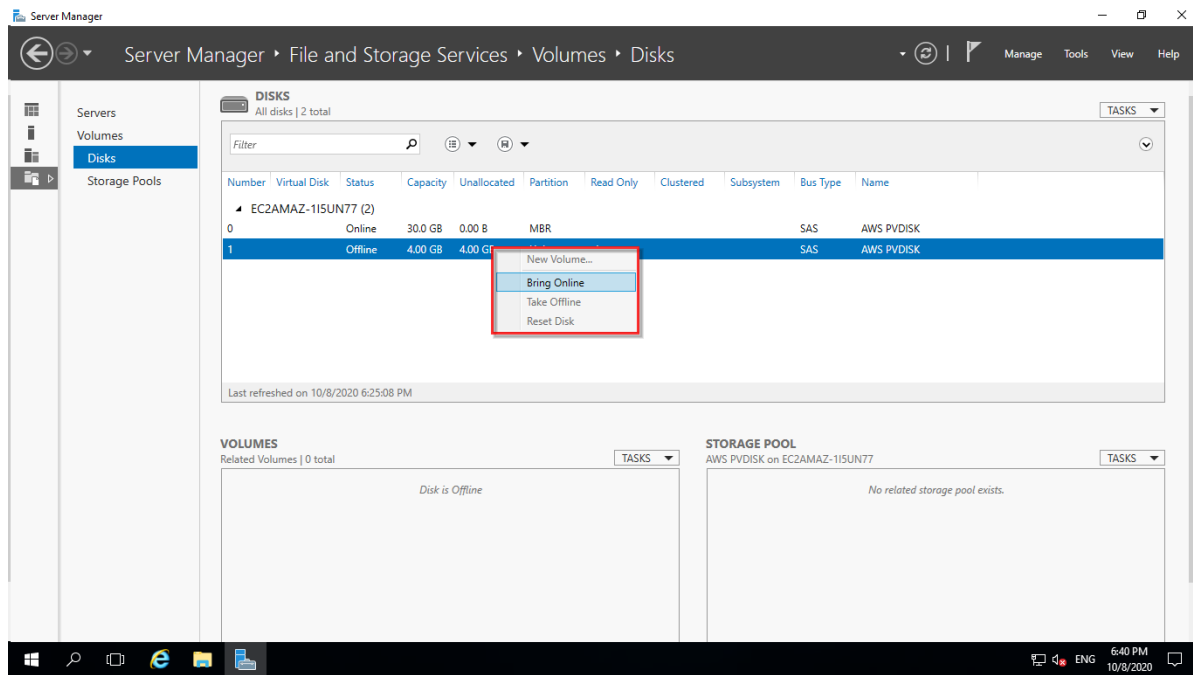 Server Manager
Server Manager ‣ File and Storage Services ‣ Volumes ‣ Disks
Manage Tools View Help
Servers
Volumes
Disks
Storage Pools
DISKS
All disks | 2 total
TASKS
Filter
Number Virtual Disk Status Capacity Unallocated Partition Read Only Clustered Subsystem Bus Type Name
EC2AMAZ-1I5UN77 (2)
0 Online 30.0 GB 0.00 B MBR SAS AWS PVDISK
1 Offline 4.00 GB 4.00 GB SAS AWS PVDISK
New Volume...
Bring Online
Take Offline
Reset Disk
Last refreshed on 10/8/2020 6:25:08 PM
VOLUMES
Related Volumes | 0 total
TASKS
Disk is Offline
STORAGE POOL
AWS PVDISK on EC2AMAZ-1I5UN77
TASKS
No related storage pool exists.
ENG
6:40 PM
10/8/2020